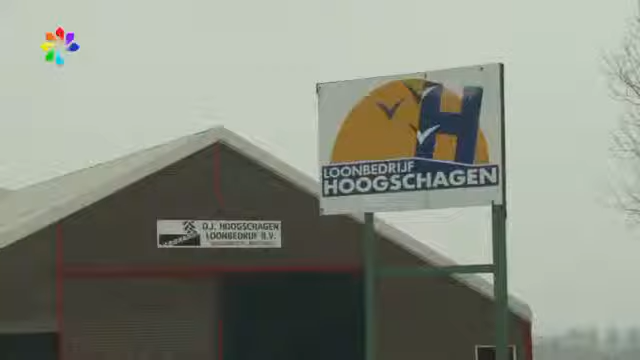 H
LOONBEDRIJF
HOOGSCHAGEN
D.J. HOOGSCHAGEN
LOONBEDRIJF B.V.